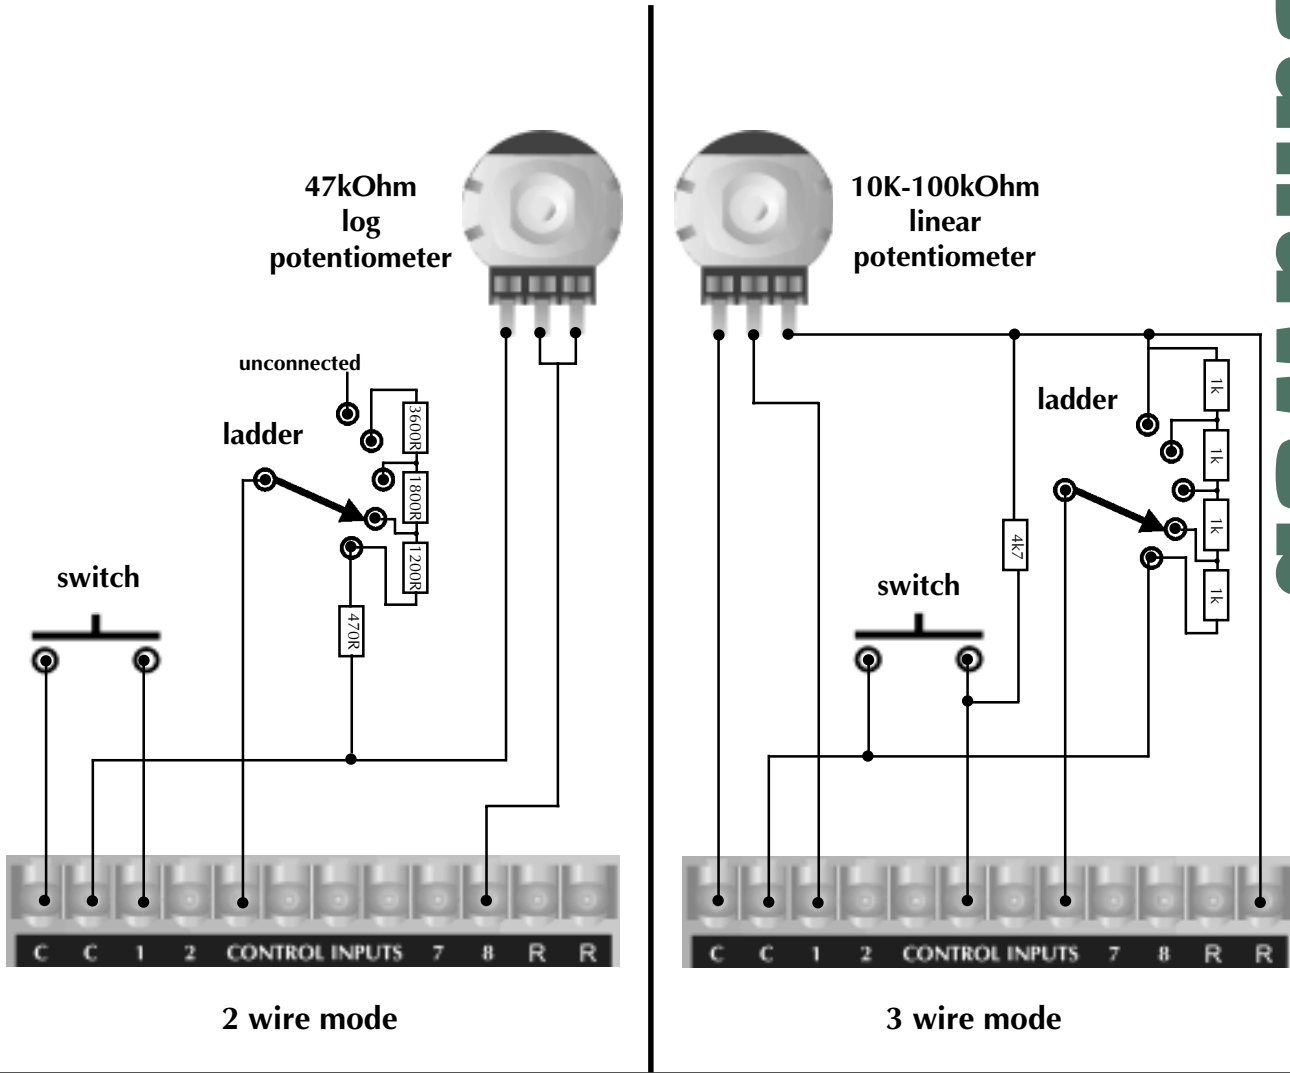 47kOhm
log
potentiometer
unconnected
ladder
3600R
1800R
1200R
470R
switch
C C 1 2 CONTROL INPUTS 7 8 R R
2 wire mode
10K-100kOhm
linear
potentiometer
ladder
1k
1k
1k
1k
4k7
switch
C C 1 2 CONTROL INPUTS 7 8 R R
3 wire mode